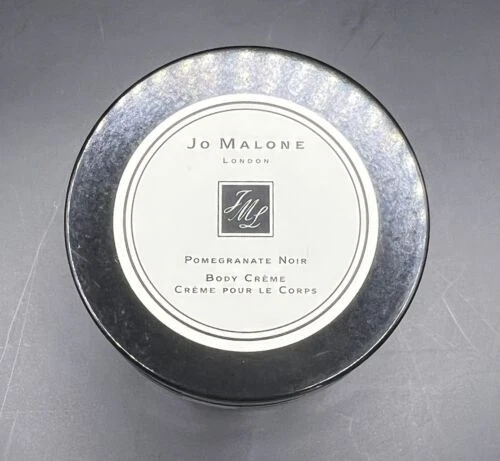 Jo Malone
London
JML
Pomegranate Noir
Body Crème
Crème pour le Corps